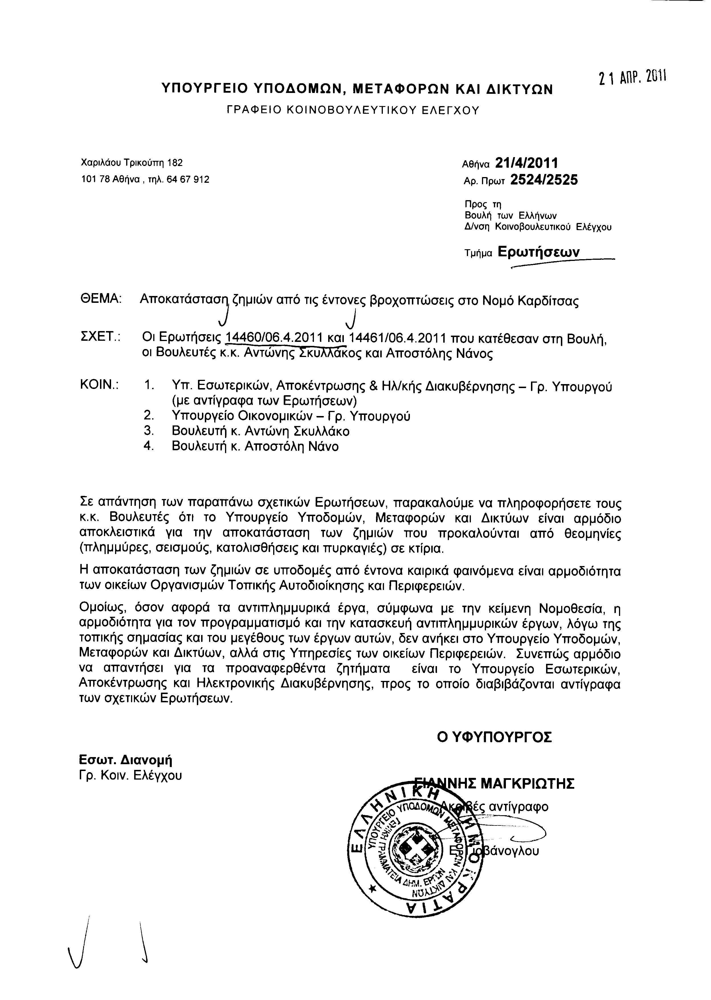 21 ΑΠΡ. 2011
ΥΠΟΥΡΓΕΙΟ ΥΠΟΔΟΜΩΝ, ΜΕΤΑΦΟΡΩΝ ΚΑΙ ΔΙΚΤΥΩΝ
ΓΡΑΦΕΙΟ ΚΟΙΝΟΒΟΥΛΕΥΤΙΚΟΥ ΕΛΕΓΧΟΥ
Χαριλάου Τρικούπη 182
101 78 Αθήνα , τηλ. 64 67 912
Αθήνα 21/4/2011
Αρ. Πρωτ 2524/2525
Προς τη
Βουλή των Ελλήνων
Δ/νση Κοινοβουλευτικού Ελέγχου
Τμήμα Ερωτήσεων
ΘΕΜΑ: Αποκατάσταση ζημιών από τις έντονες βροχοπτώσεις στο Νομό Καρδίτσας
ΣΧΕΤ.: Οι Ερωτήσεις 14460/06.4.2011 και 14461/06.4.2011 που κατέθεσαν στη Βουλή,
οι Βουλευτές κ.κ. Αντώνης Σκυλλάκος και Αποστόλης Νάνος
ΚΟΙΝ.: 1. Υπ. Εσωτερικών, Αποκέντρωσης & Ηλ/κής Διακυβέρνησης – Γρ. Υπουργού
(με αντίγραφα των Ερωτήσεων)
2. Υπουργείο Οικονομικών – Γρ. Υπουργού
3. Βουλευτή κ. Αντώνη Σκυλλάκο
4. Βουλευτή κ. Αποστόλη Νάνο
Σε απάντηση των παραπάνω σχετικών Ερωτήσεων, παρακαλούμε να πληροφορήσετε τους
κ.κ. Βουλευτές ότι το Υπουργείο Υποδομών, Μεταφορών και Δικτύων είναι αρμόδιο
αποκλειστικά για την αποκατάσταση των ζημιών που προκαλούνται από θεομηνίες
(πλημμύρες, σεισμούς, κατολισθήσεις και πυρκαγιές) σε κτίρια.
Η αποκατάσταση των ζημιών σε υποδομές από έντονα καιρικά φαινόμενα είναι αρμοδιότητα
των οικείων Οργανισμών Τοπικής Αυτοδιοίκησης και Περιφερειών.
Ομοίως, όσον αφορά τα αντιπλημμυρικά έργα, σύμφωνα με την κείμενη Νομοθεσία, η
αρμοδιότητα για τον προγραμματισμό και την κατασκευή αντιπλημμυρικών έργων, λόγω της
τοπικής σημασίας και του μεγέθους των έργων αυτών, δεν ανήκει στο Υπουργείο Υποδομών,
Μεταφορών και Δικτύων, αλλά στις Υπηρεσίες των οικείων Περιφερειών. Συνεπώς αρμόδιο
να απαντήσει για τα προαναφερθέντα ζητήματα είναι το Υπουργείο Εσωτερικών,
Αποκέντρωσης και Ηλεκτρονικής Διακυβέρνησης, προς το οποίο διαβιβάζονται αντίγραφα
των σχετικών Ερωτήσεων.
Ο ΥΦΥΠΟΥΡΓΟΣ
Εσωτ. Διανομή
Γρ. Κοιν. Ελέγχου
ΓΙΑΝΝΗΣ ΜΑΓΚΡΙΩΤΗΣ
Ακριβές αντίγραφο
ΕΛΛΗΝΙΚΗ ΔΗΜΟΚΡΑΤΙΑ
ΥΠΟΥΡΓΕΙΟ ΥΠΟΔΟΜΩΝ ΜΕΤΑΦΟΡΩΝ ΚΑΙ ΔΙΚΤΥΩΝ
ΓΕΝΙΚΗ ΓΡΑΜΜΑΤΕΙΑ ΔΗΜ. ΕΡΓΩΝ